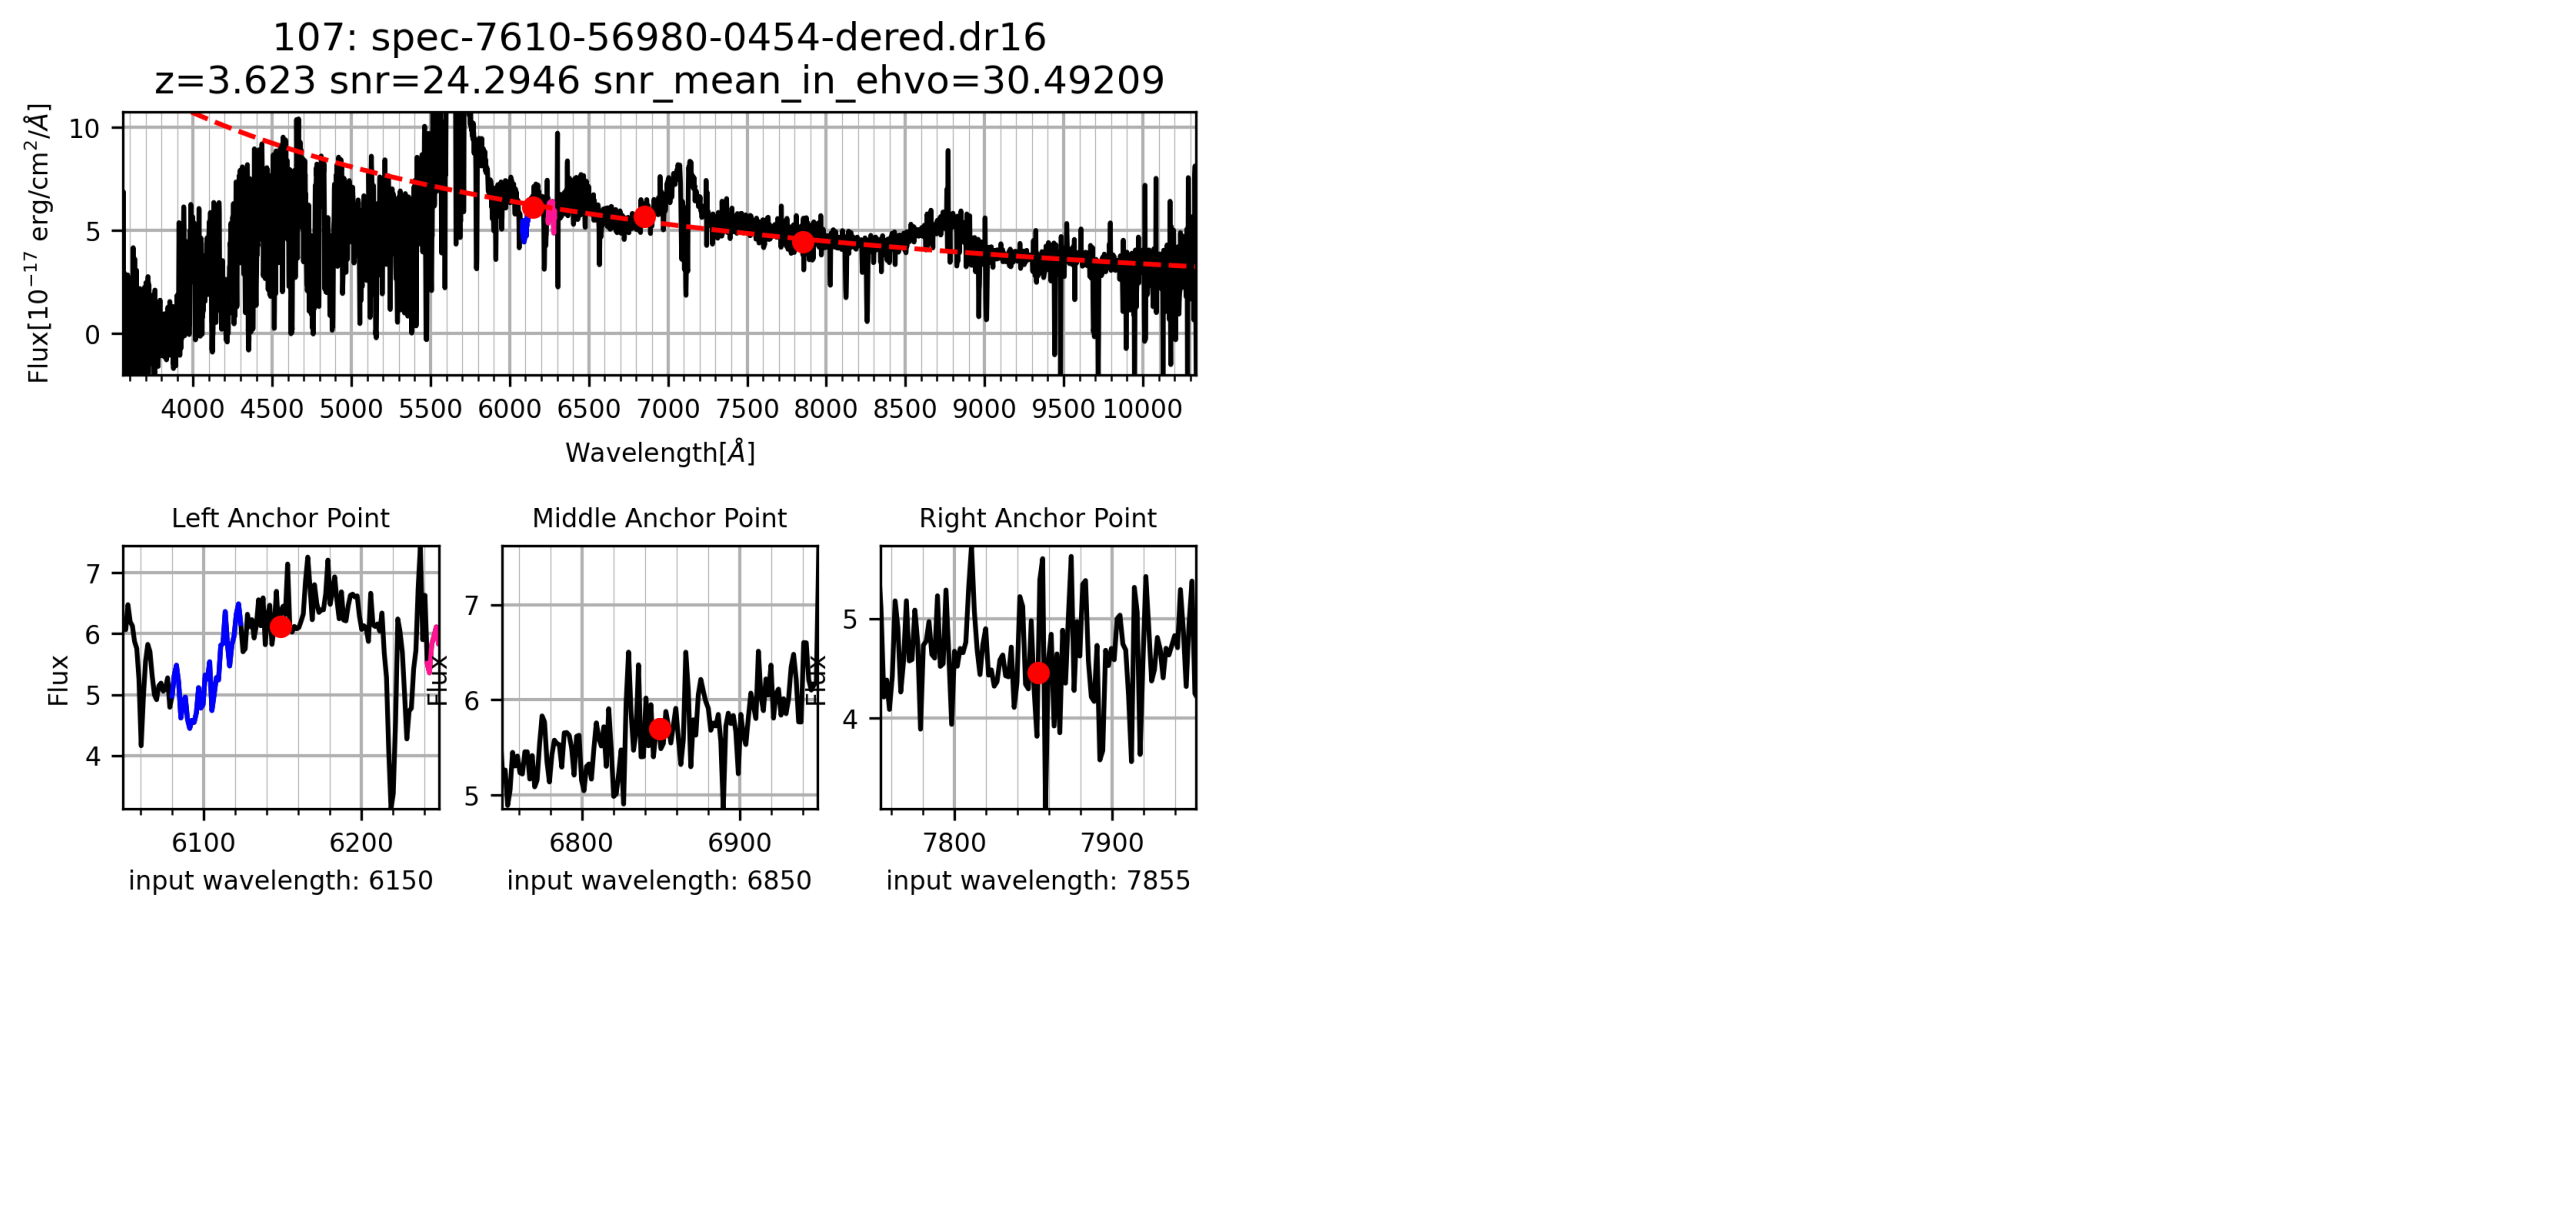 107: spec-7610-56980-0454-dered.dr16
z=3.623 snr=24.2946 snr_mean_in_ehvo=30.49209
Flux[10⁻¹⁷ erg/cm²/Å]
10
5
0
4000 4500 5000 5500 6000 6500 7000 7500 8000 8500 9000 9500 10000
Wavelength[Å]
Left Anchor Point
Flux
7
6
5
4
6100 6200
input wavelength: 6150
Middle Anchor Point
Flux
7
6
5
6800 6900
input wavelength: 6850
Right Anchor Point
Flux
5
4
7800 7900
input wavelength: 7855